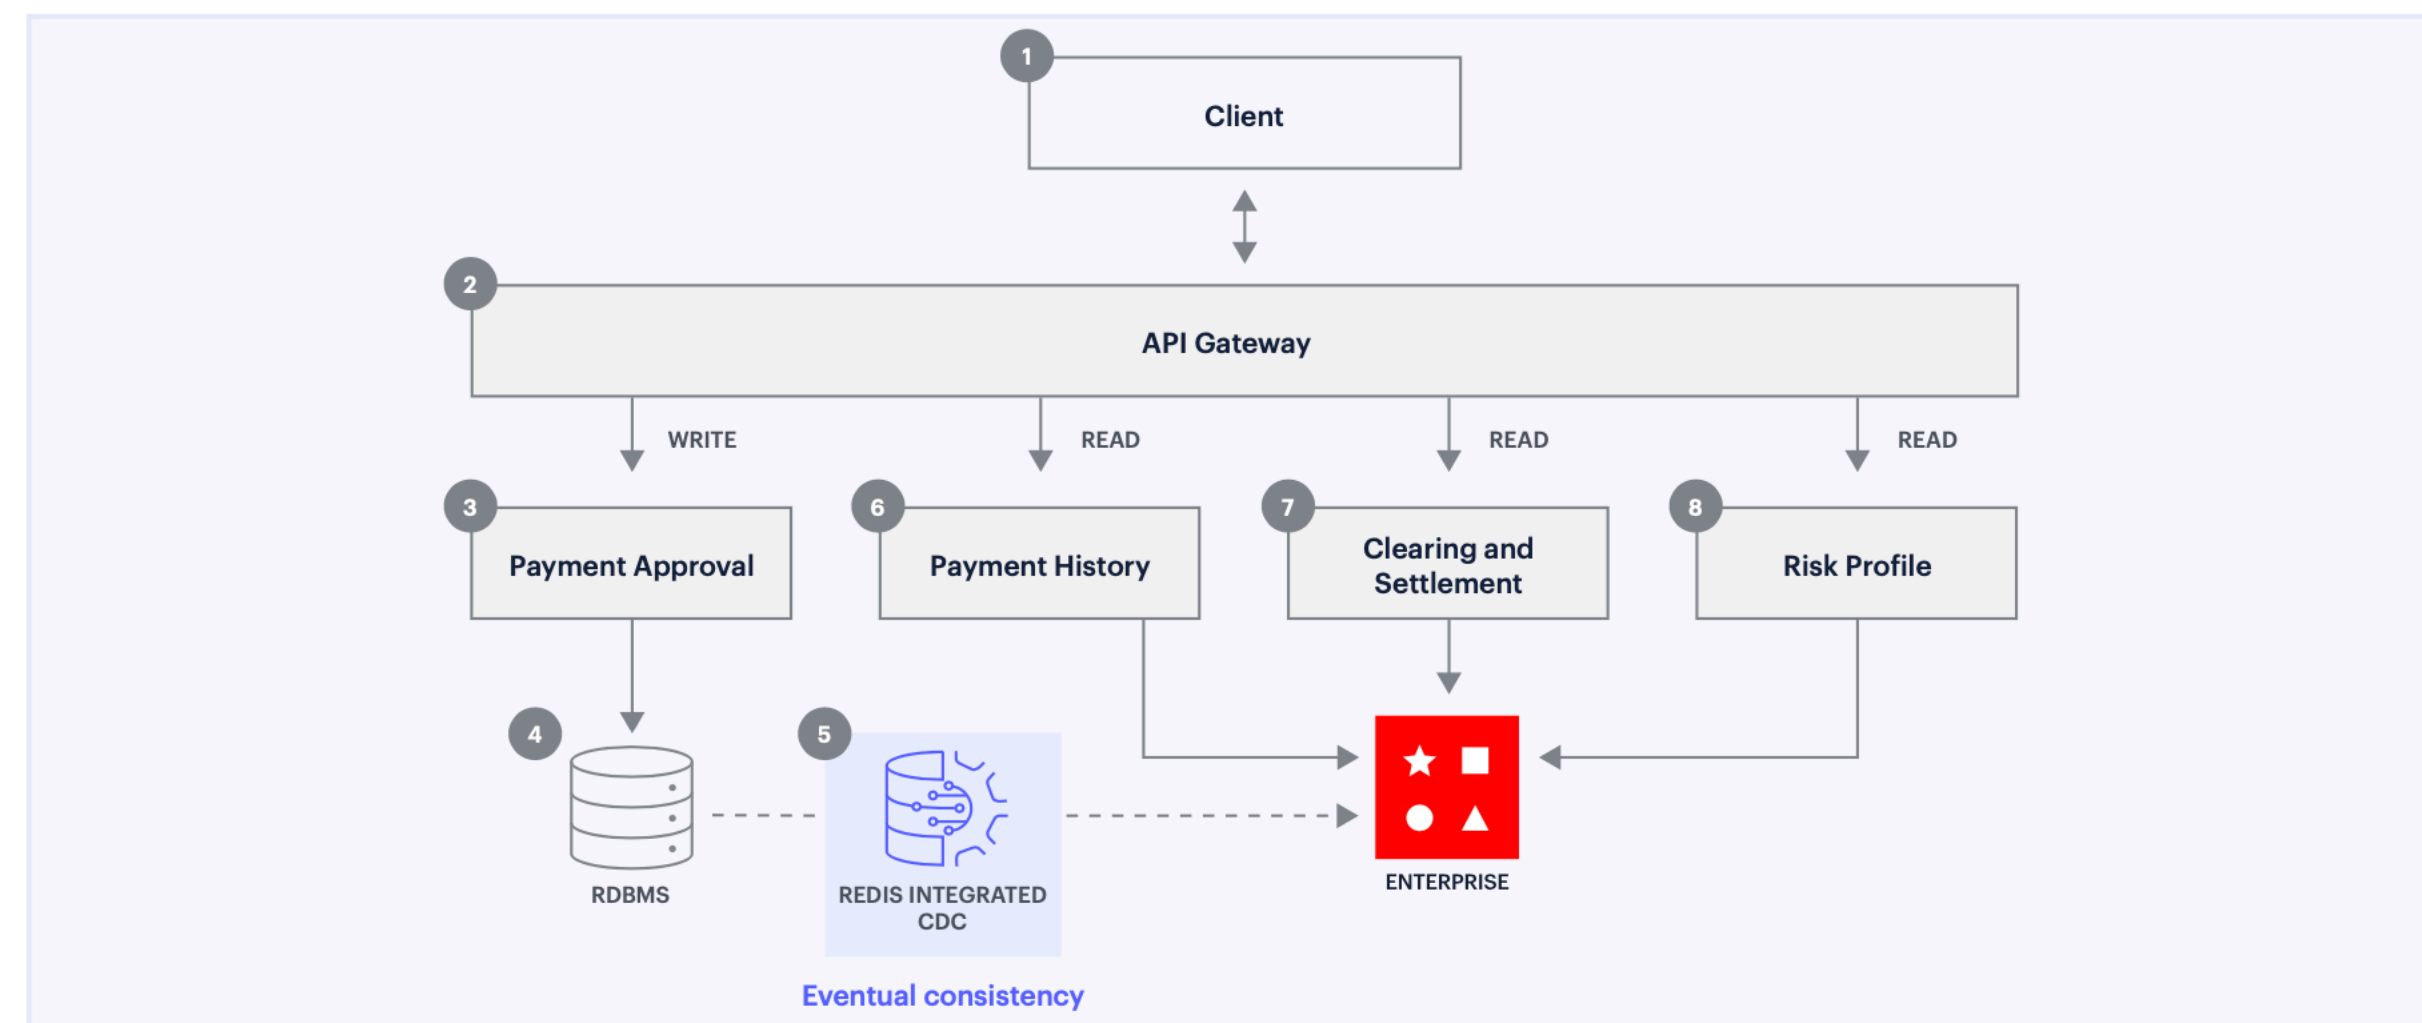 1
Client
2
API Gateway
WRITE
READ
READ
READ
3
Payment Approval
6
Payment History
7
Clearing and
Settlement
8
Risk Profile
4
RDBMS
5
REDIS INTEGRATED
CDC
ENTERPRISE
Eventual consistency